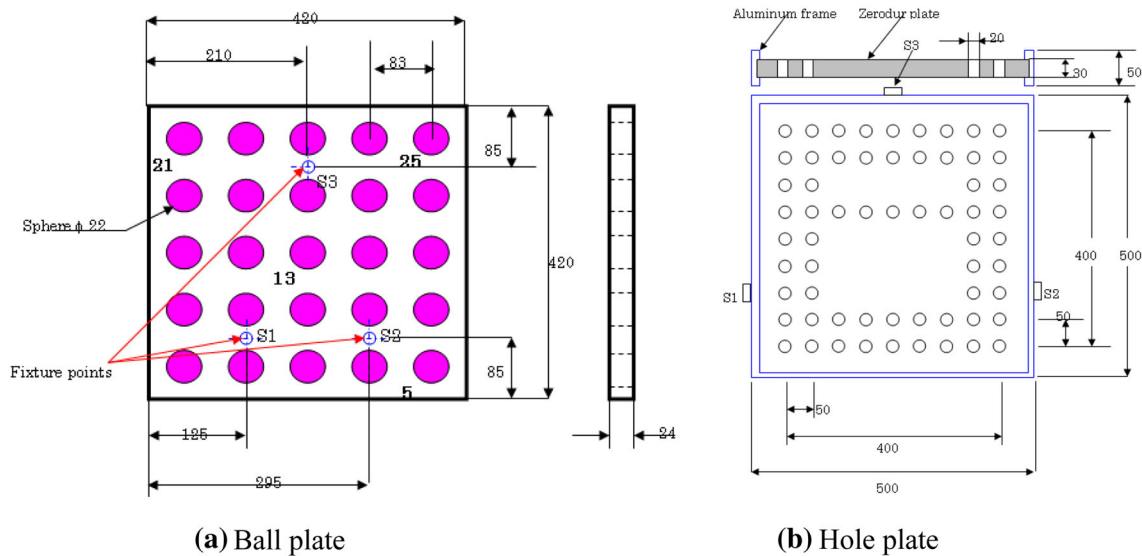 420
210
83
85
21
25
S3
Sphere ϕ 22
13
420
S1
S2
Fixture points
85
5
125
24
295
(a) Ball plate
Aluminum frame
Zerodur plate
S3
20
30
50
S1
S2
400
500
50
50
400
500
(b) Hole plate